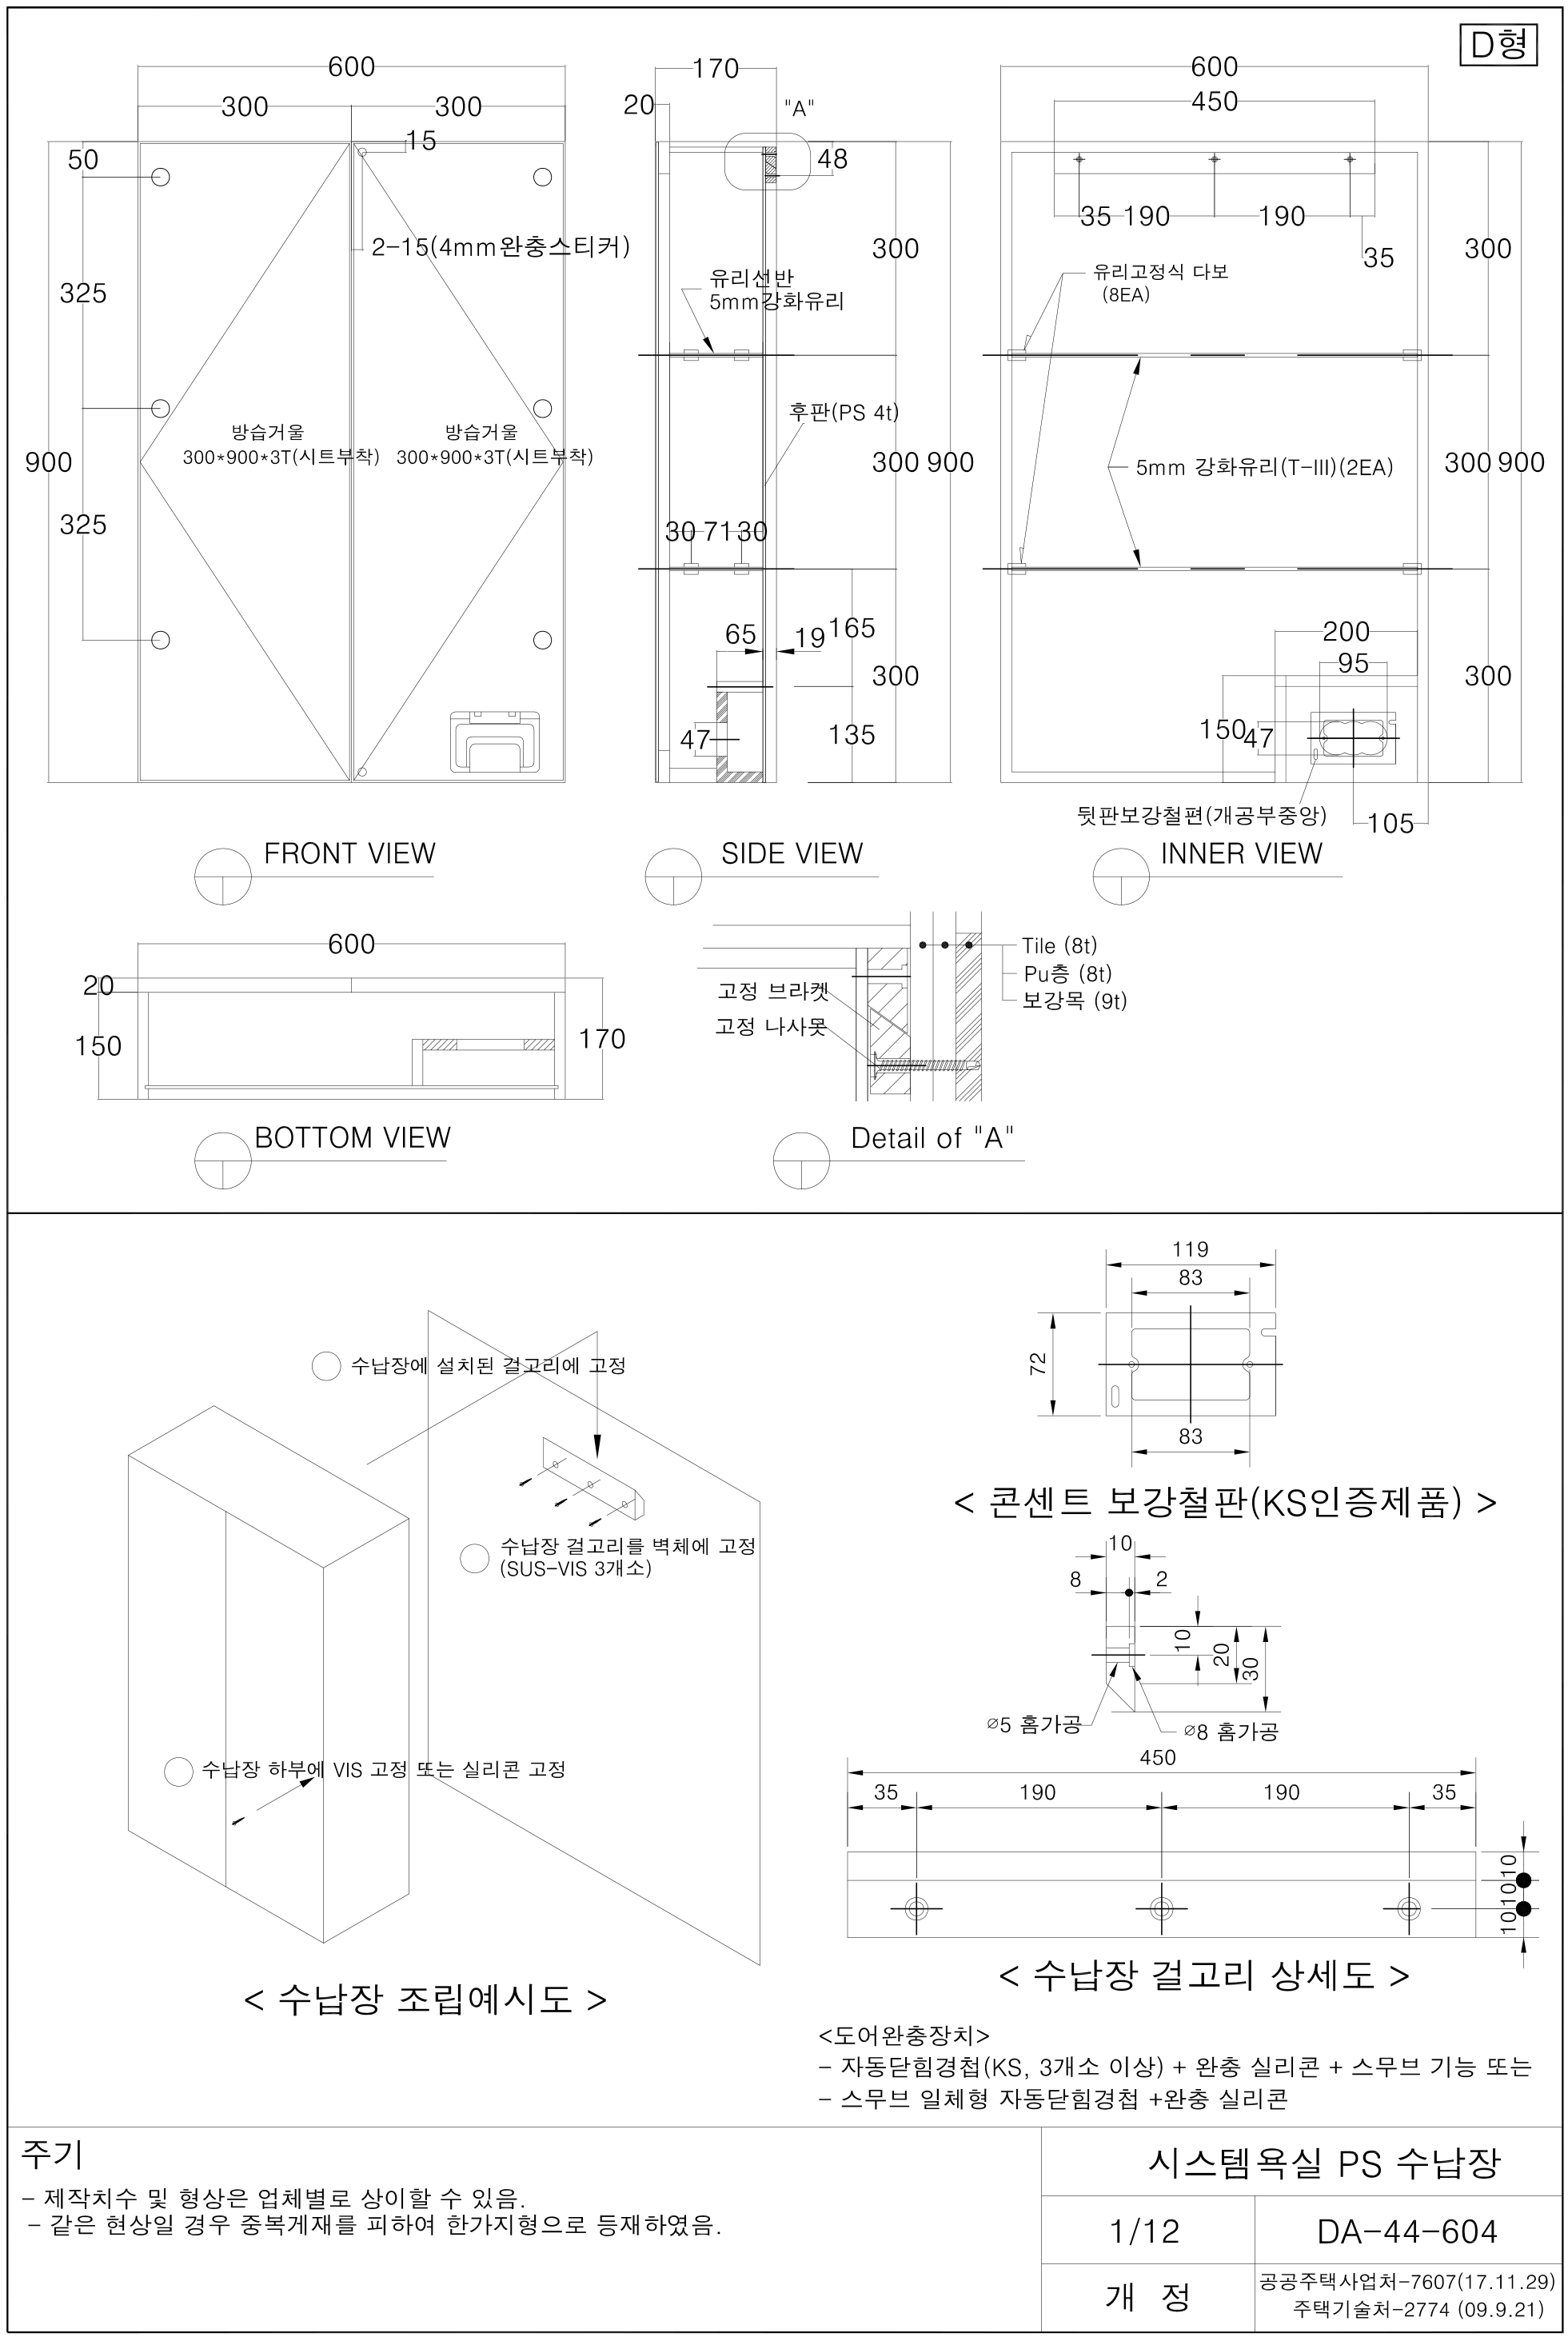 D형
600
300
300
15
50
325
900
325
2-15(4mm완충스티커)
방습거울
300*900*3T(시트부착)
방습거울
300*900*3T(시트부착)
FRONT VIEW
170
20
"A"
48
300
유리선반
5mm강화유리
후판(PS 4t)
300
900
30
71
30
65
19
165
300
47
135
SIDE VIEW
600
450
35
190
190
35
300
유리고정식 다보
(8EA)
5mm 강화유리(T-III)(2EA)
300
900
200
95
300
150
47
뒷판보강철편(개공부중앙)
105
INNER VIEW
600
20
150
170
BOTTOM VIEW
Tile (8t)
Pu층 (8t)
보강목 (9t)
고정 브라켓
고정 나사못
Detail of "A"
수납장에 설치된 걸고리에 고정
수납장 걸고리를 벽체에 고정
(SUS-VIS 3개소)
수납장 하부에 VIS 고정 또는 실리콘 고정
< 수납장 조립예시도 >
119
83
72
83
< 콘센트 보강철판(KS인증제품) >
10
8
2
10
20
30
⌀5 홈가공
⌀8 홈가공
450
35
190
190
35
10
10
10
< 수납장 걸고리 상세도 >
<도어완충장치>
- 자동닫힘경첩(KS, 3개소 이상) + 완충 실리콘 + 스무브 기능 또는
- 스무브 일체형 자동닫힘경첩 +완충 실리콘
주기
- 제작치수 및 형상은 업체별로 상이할 수 있음.
- 같은 현상일 경우 중복게재를 피하여 한가지형으로 등재하였음.
시스템욕실 PS 수납장
1/12
DA-44-604
개 정
공공주택사업처-7607(17.11.29)
주택기술처-2774 (09.9.21)